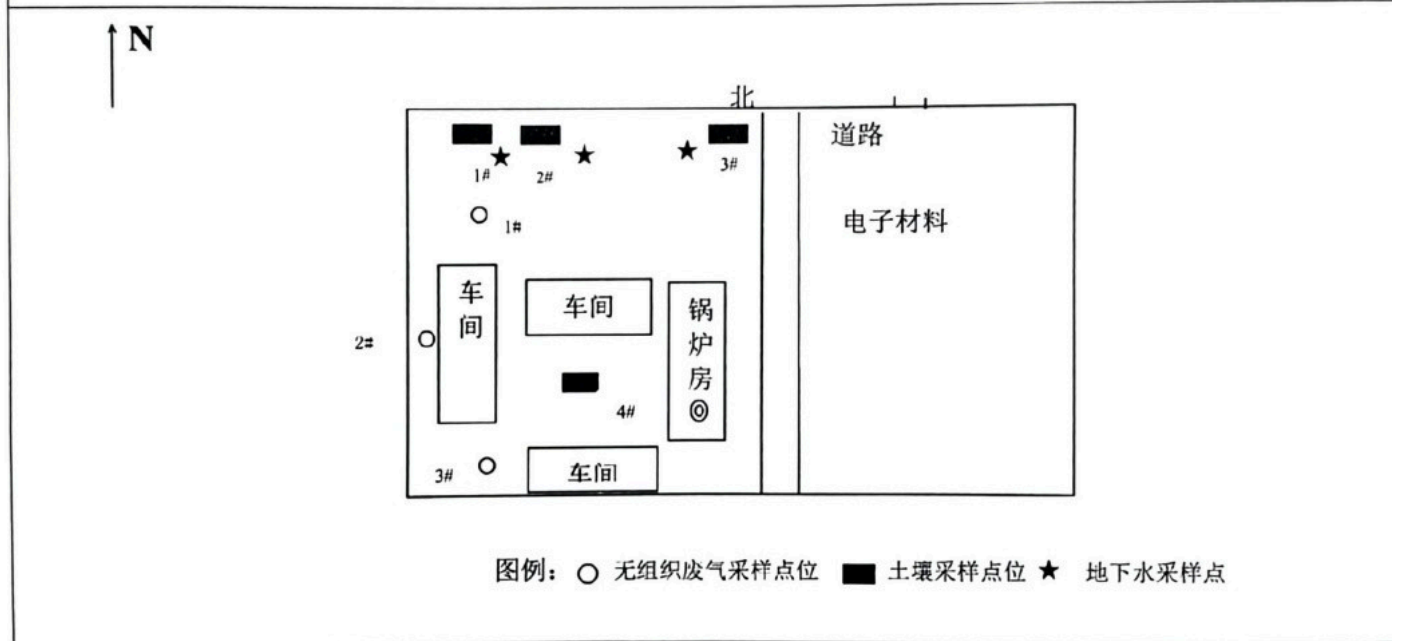 N
北
道路
1#
2#
3#
电子材料
1#
车间
车间
锅炉房
2#
4#
3#
车间
图例： ○ 无组织废气采样点位 ■ 土壤采样点位 ★ 地下水采样点